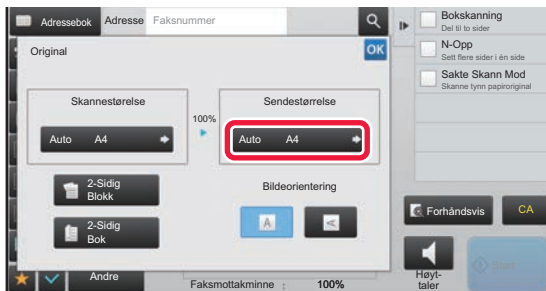 Adressebok
Adresse
Faksnummer
Bokskanning
Del til to sider
N-Opp
Sett flere sider i én side
Sakte Skann Mod
Skanne tynn papiroriginal
Original
OK
Skannestørelse
100%
Sendestørrelse
Auto A4
Auto A4
2-Sidig
Blokk
2-Sidig
Bok
Bildeorientering
A
A
Forhåndsvis
CA
Høyt-
taler
Start
Andre
Faksmottakminne : 100%